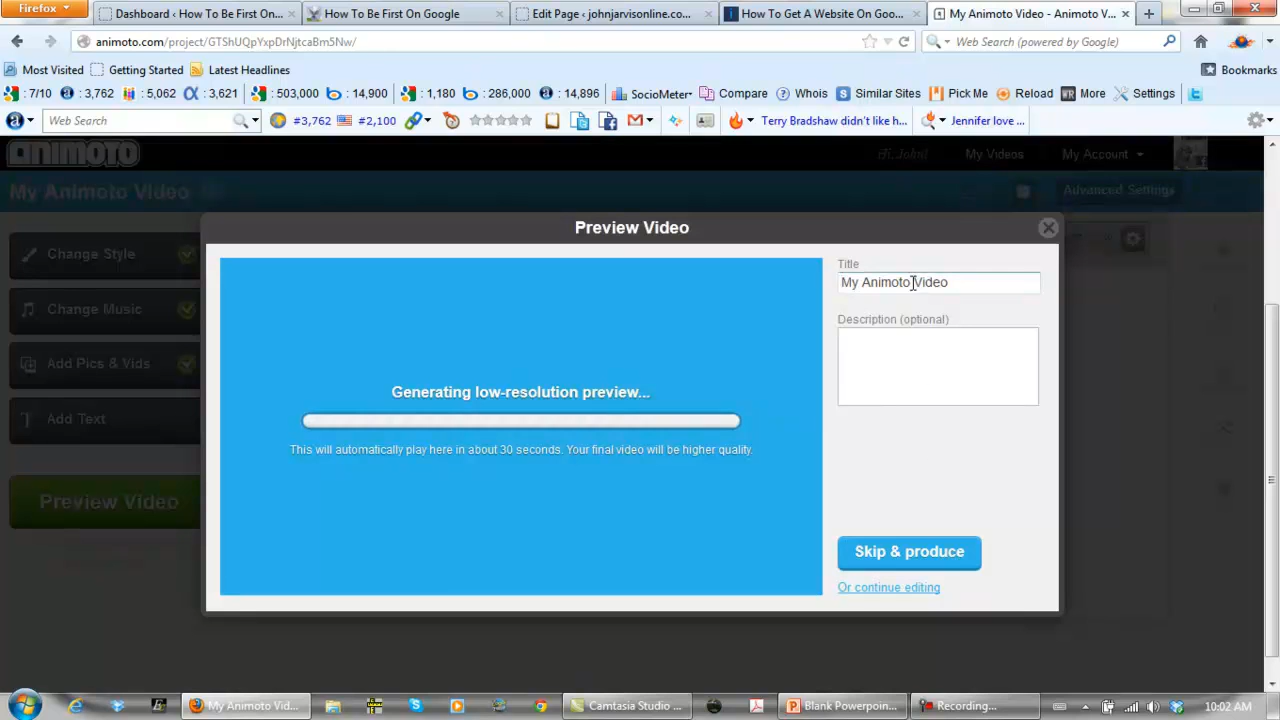 Firefox
Dashboard ‹ How To Be First On...
How To Be First On Google
Edit Page ‹ johnjarvisonline.co...
How To Get A Website On Goo...
My Animoto Video - Animoto V...
animoto.com/project/GTShUQpYxpDrNjtcaBm5Nw/
Web Search (powered by Google)
Most Visited
Getting Started
Latest Headlines
Bookmarks
: 7/10
: 3,762
: 5,062
: 3,621
: 503,000
: 14,900
: 1,180
: 286,000
: 14,896
SocioMeter
Compare
Whois
Similar Sites
Pick Me
Reload
More
Settings
Web Search
#3,762
#2,100
Terry Bradshaw didn't like h...
Jennifer love ...
animoto
Hi, John!
My Videos
My Account
My Animoto Video
Advanced Settings
Change Style
Change Music
Add Pics & Vids
Add Text
Preview Video
Preview Video
Generating low-resolution preview...
This will automatically play here in about 30 seconds. Your final video will be higher quality.
Title
My Animoto Video
Description (optional)
Skip & produce
Or continue editing
My Animoto Vid...
Camtasia Studio ...
Blank Powerpoin...
Recording...
10:02 AM